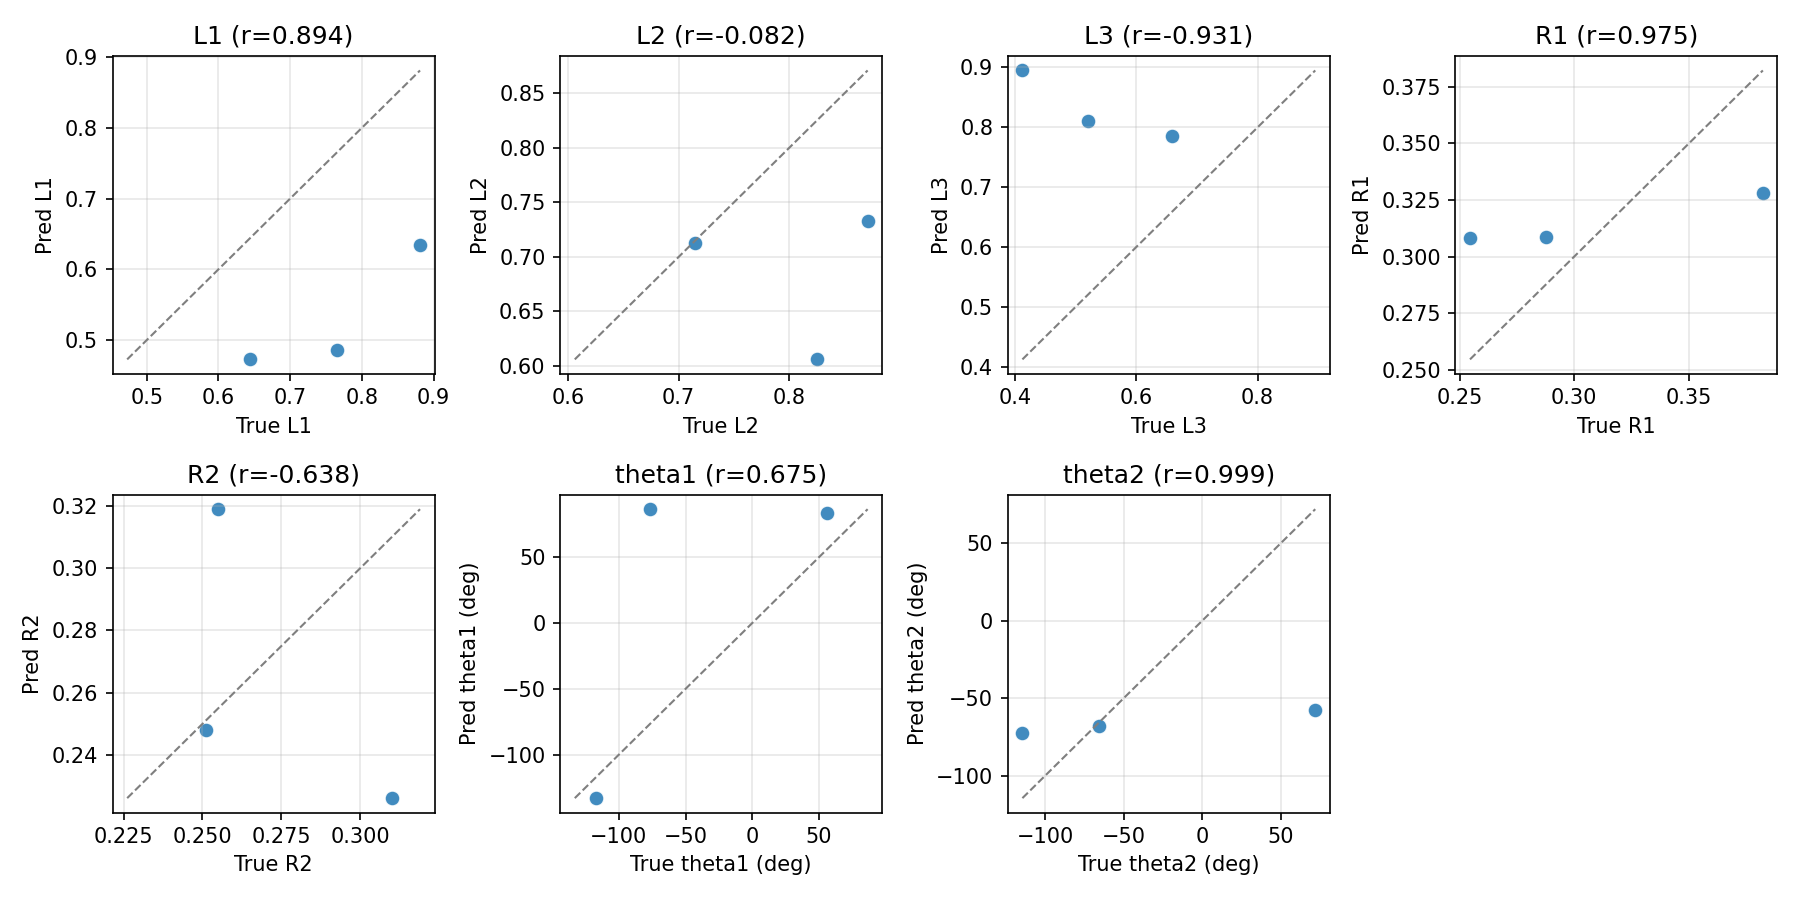 L1 (r=0.894)
0.9
0.8
0.7
0.6
0.5
Pred L1
0.5 0.6 0.7 0.8 0.9
True L1
L2 (r=-0.082)
0.85
0.80
0.75
0.70
0.65
0.60
Pred L2
0.6 0.7 0.8
True L2
L3 (r=-0.931)
0.9
0.8
0.7
0.6
0.5
0.4
Pred L3
0.4 0.6 0.8
True L3
R1 (r=0.975)
0.375
0.350
0.325
0.300
0.275
0.250
Pred R1
0.25 0.30 0.35
True R1
R2 (r=-0.638)
0.32
0.30
0.28
0.26
0.24
Pred R2
0.225 0.250 0.275 0.300
True R2
theta1 (r=0.675)
50
0
−50
−100
Pred theta1 (deg)
−100 −50 0 50
True theta1 (deg)
theta2 (r=0.999)
50
0
−50
−100
Pred theta2 (deg)
−100 −50 0 50
True theta2 (deg)